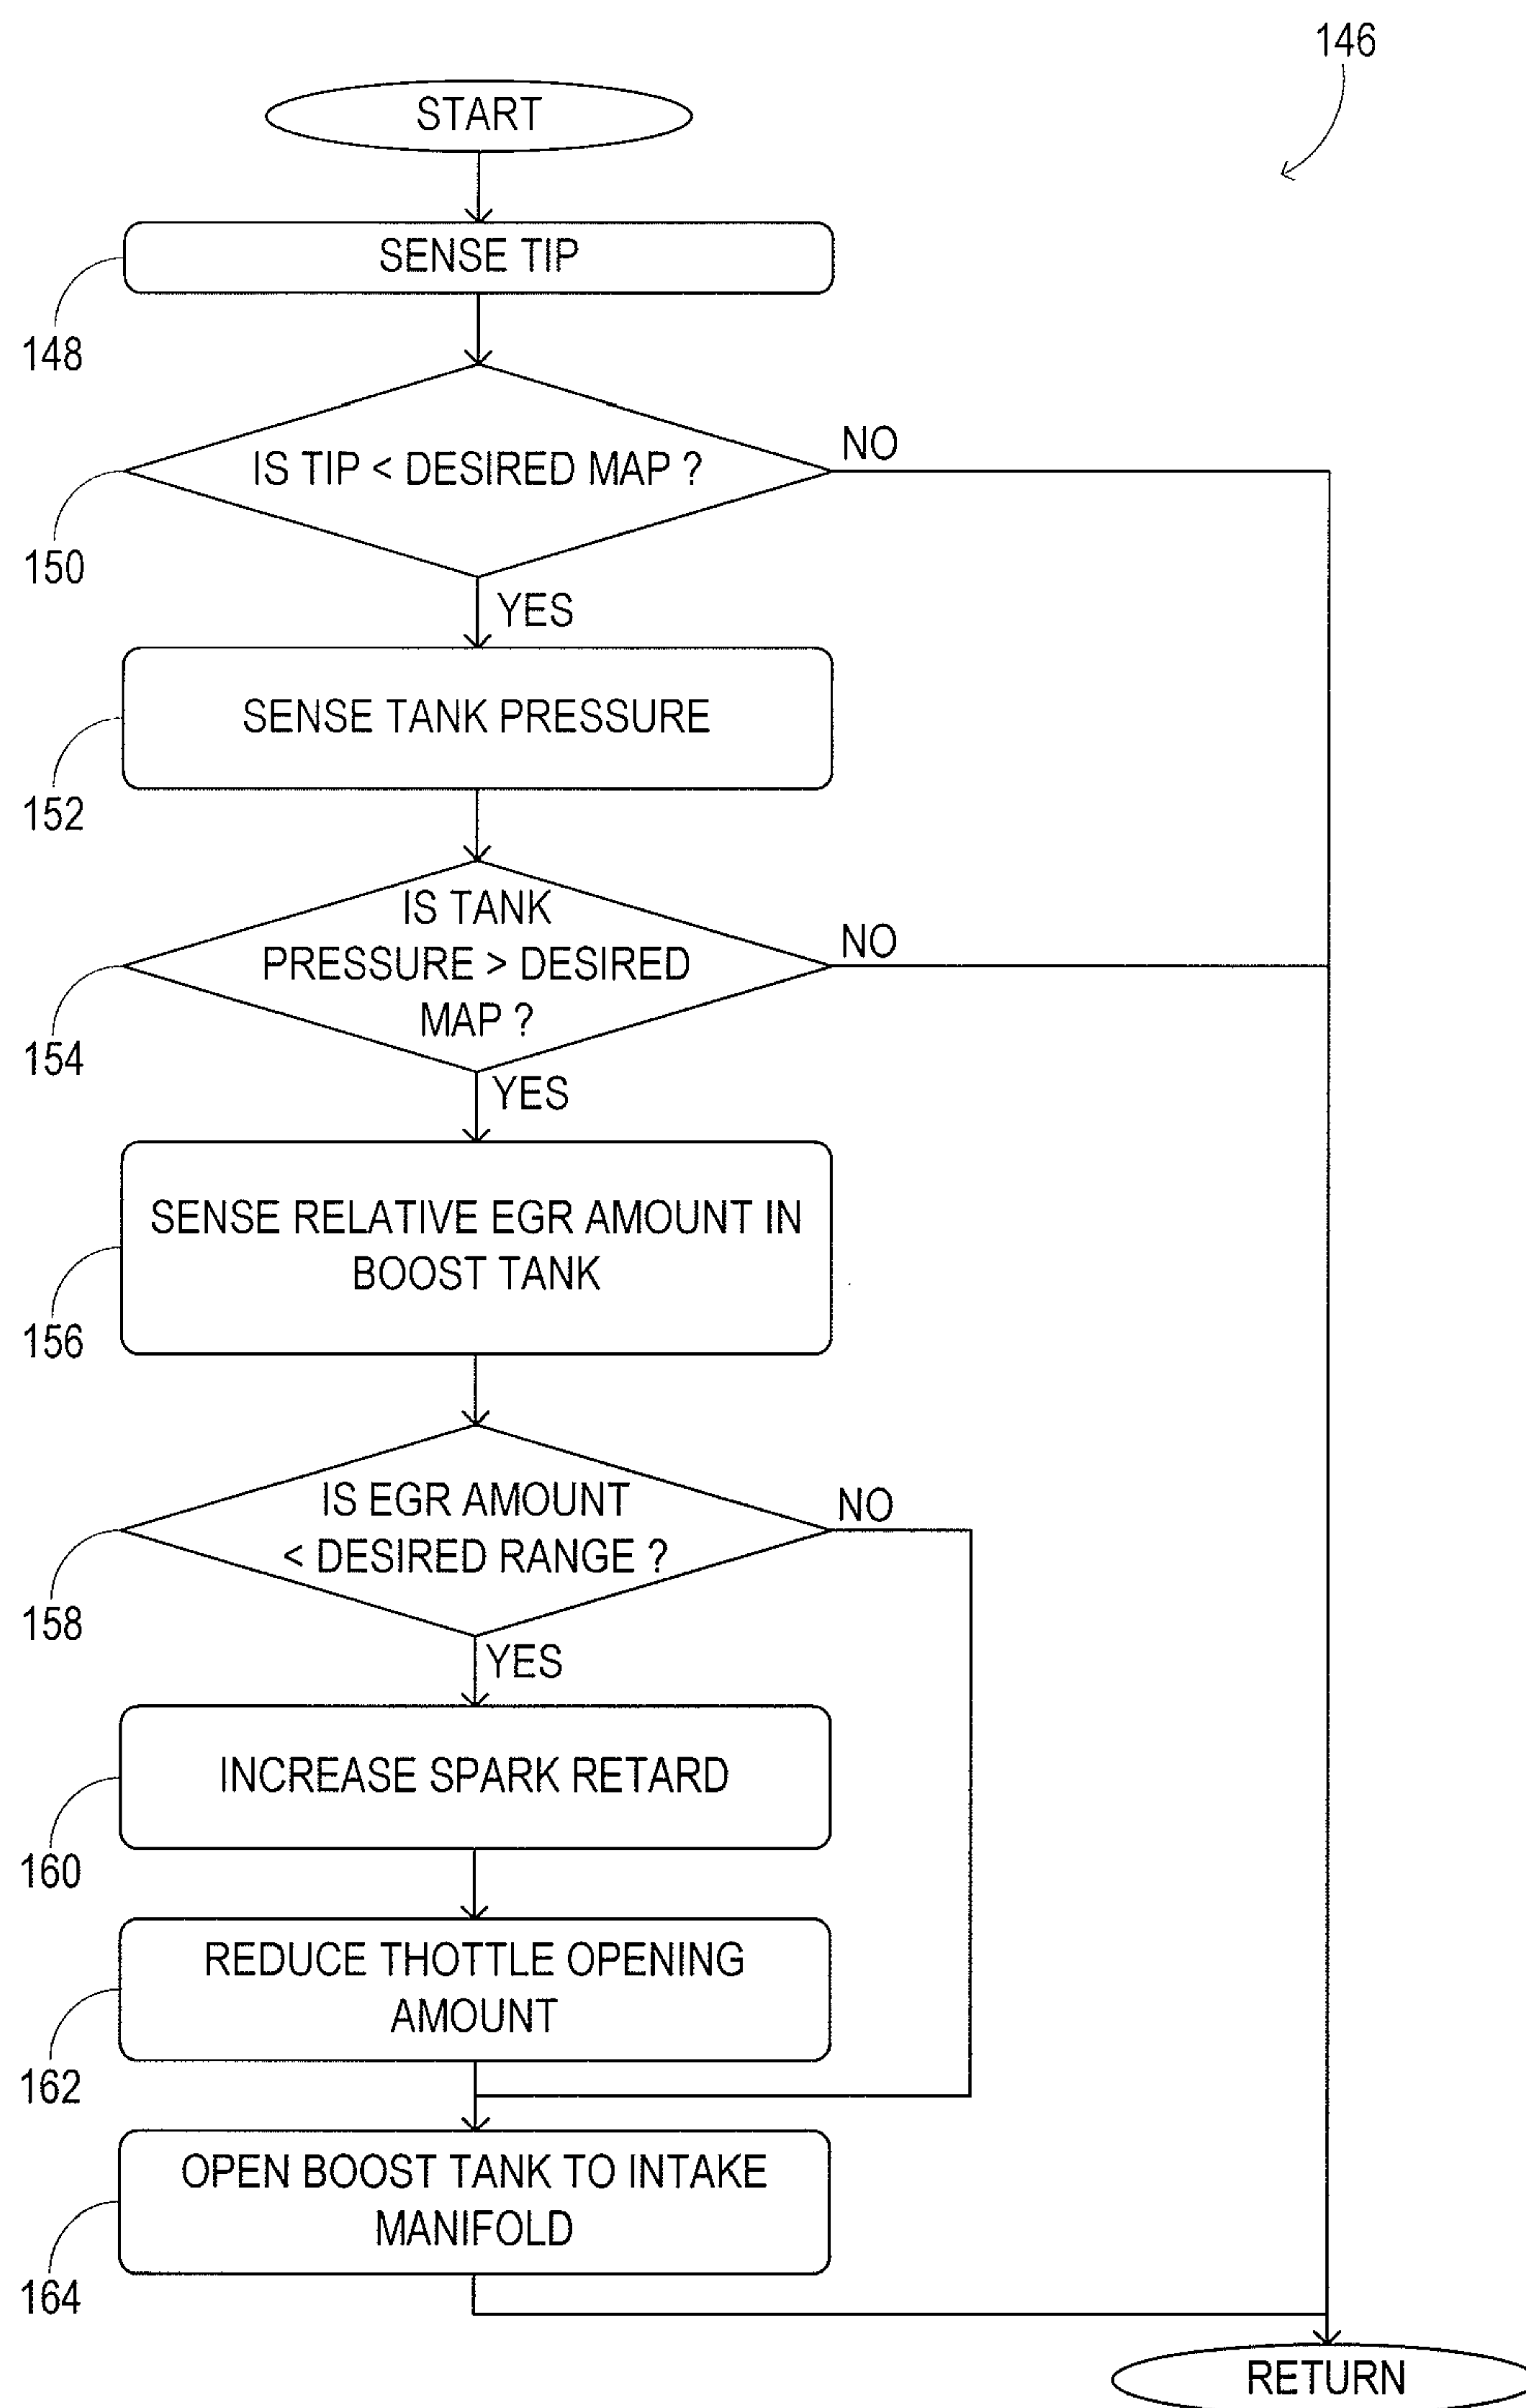 146
START
SENSE TIP
148
IS TIP < DESIRED MAP ?
NO
150
YES
SENSE TANK PRESSURE
152
IS TANK
PRESSURE > DESIRED
MAP ?
NO
154
YES
SENSE RELATIVE EGR AMOUNT IN
BOOST TANK
156
IS EGR AMOUNT
< DESIRED RANGE ?
NO
158
YES
INCREASE SPARK RETARD
160
REDUCE THOTTLE OPENING
AMOUNT
162
OPEN BOOST TANK TO INTAKE
MANIFOLD
164
RETURN